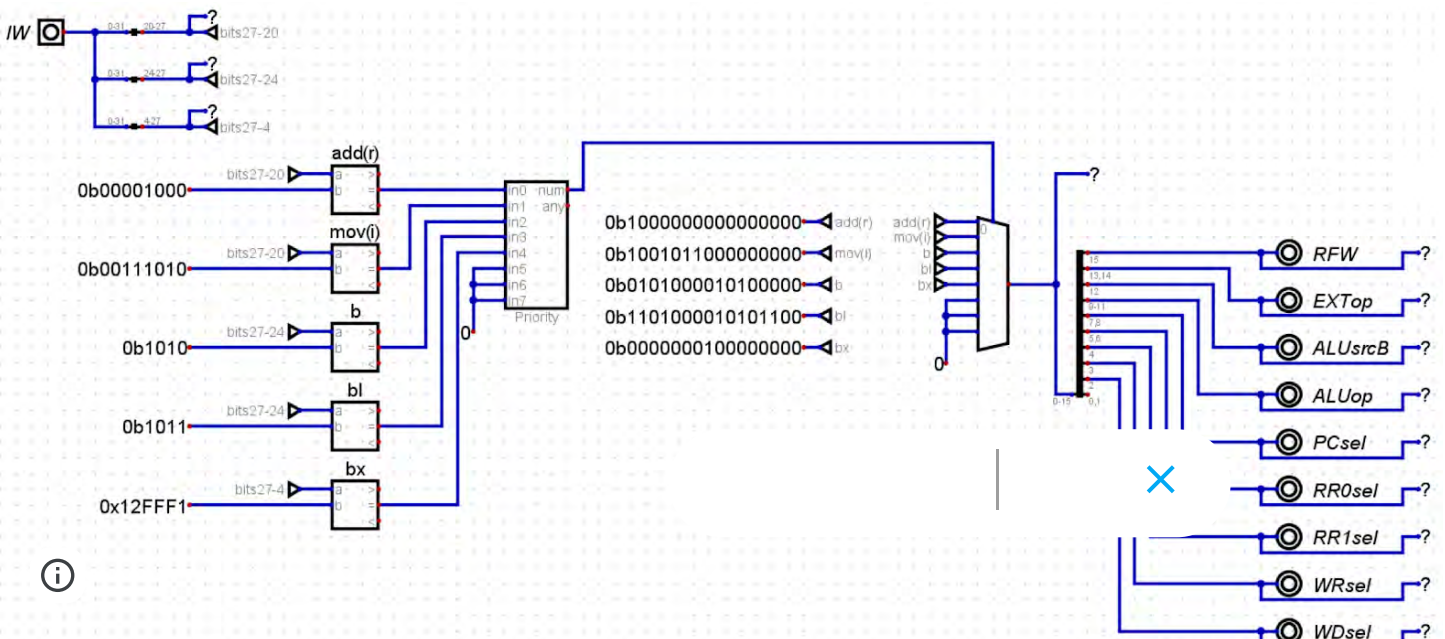 IW
0-31 20-27 ? bits27-20
0-31 24-27 ? bits27-24
0-31 4-27 ? bits27-4
add(r)
bits27-20 a >
0b00001000 b =
<
mov(i)
bits27-20 a >
0b00111010 b =
<
b
bits27-24 a >
0b1010 b =
<
bl
bits27-24 a >
0b1011 b =
<
bx
bits27-4 a >
0x12FFF1 b =
<
in0 num
in1 any
in2
in3
in4
in5
in6
in7
Priority
0
0b1000000000000000 add(r)
0b1001011000000000 mov(i)
0b0101000010100000 b
0b1101000010101100 bl
0b0000000100000000 bx
add(r) 0
mov(i)
b
bl
bx
0
?
0-15
15
13,14
12
9-11
7,8
5,6
4
3
2
0,1
RFW ?
EXTop ?
ALUsrcB ?
ALUop ?
PCsel ?
RR0sel ?
RR1sel ?
WRsel ?
WDsel ?
i